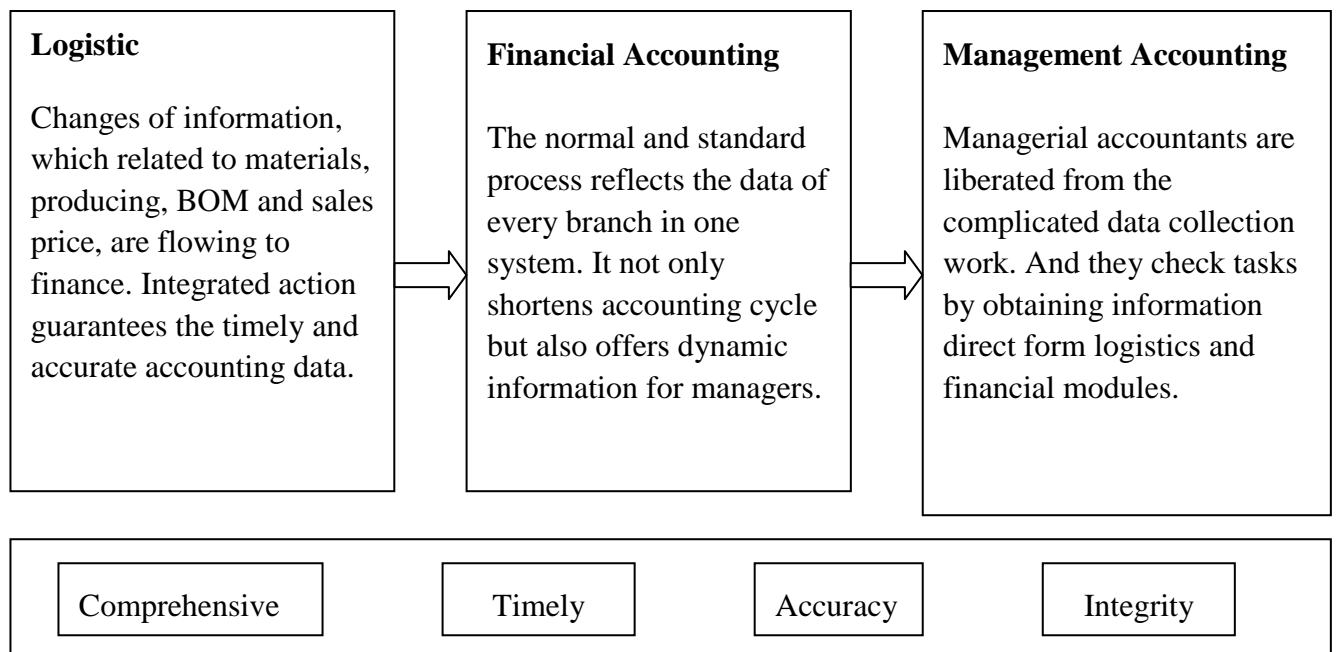 Logistic
Changes of information,
which related to materials,
producing, BOM and sales
price, are flowing to
finance. Integrated action
guarantees the timely and
accurate accounting data.
Financial Accounting
The normal and standard
process reflects the data of
every branch in one
system. It not only
shortens accounting cycle
but also offers dynamic
information for managers.
Management Accounting
Managerial accountants are
liberated from the
complicated data collection
work. And they check tasks
by obtaining information
direct form logistics and
financial modules.
Comprehensive
Timely
Accuracy
Integrity